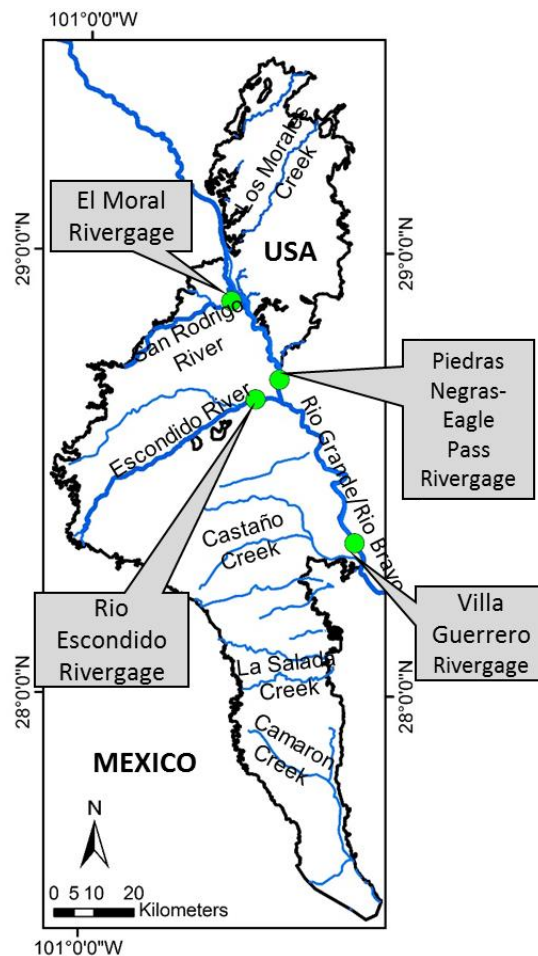 101°0'0"W
Los Morales
Creek
El Moral
Rivergage
USA
29°0'0"N
29°0'0"N
San Rodrigo
River
Piedras
Negras-
Eagle
Pass
Rivergage
Escondido River
Rio Grande/Rio Bravo
Castaño
Creek
Rio
Escondido
Rivergage
Villa
Guerrero
Rivergage
La Salada
Creek
28°0'0"N
28°0'0"N
Camaron
Creek
MEXICO
N
0 5 10 20
Kilometers
101°0'0"W